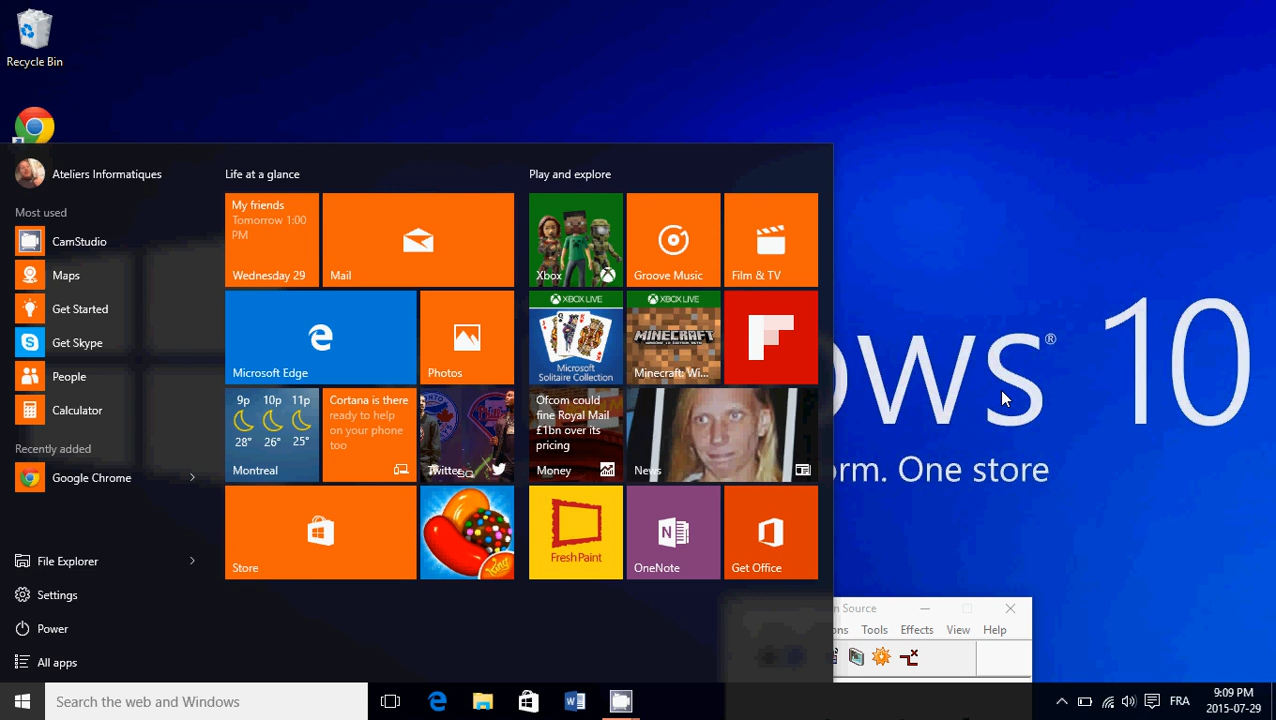 Recycle Bin
Ateliers Informatiques
Most used
CamStudio
Maps
Get Started
Get Skype
People
Calculator
Recently added
Google Chrome
File Explorer
Settings
Power
All apps
Life at a glance
My friends
Tomorrow 1:00
PM
Wednesday 29
Mail
Microsoft Edge
Photos
9p 10p 11p
28° 26° 25°
Montreal
Cortana is there
ready to help
on your phone
too
Twitter
Store
King
Play and explore
Xbox
Groove Music
Film & TV
XBOX LIVE
Microsoft
Solitaire Collection
XBOX LIVE
MINECRAFT
Minecraft: Wi...
Ofcom could
fine Royal Mail
£1bn over its
pricing
Money
News
Fresh Paint
OneNote
Get Office
ows® 10
rm. One store
n Source
ons Tools Effects View Help
Search the web and Windows
FRA
9:09 PM
2015-07-29